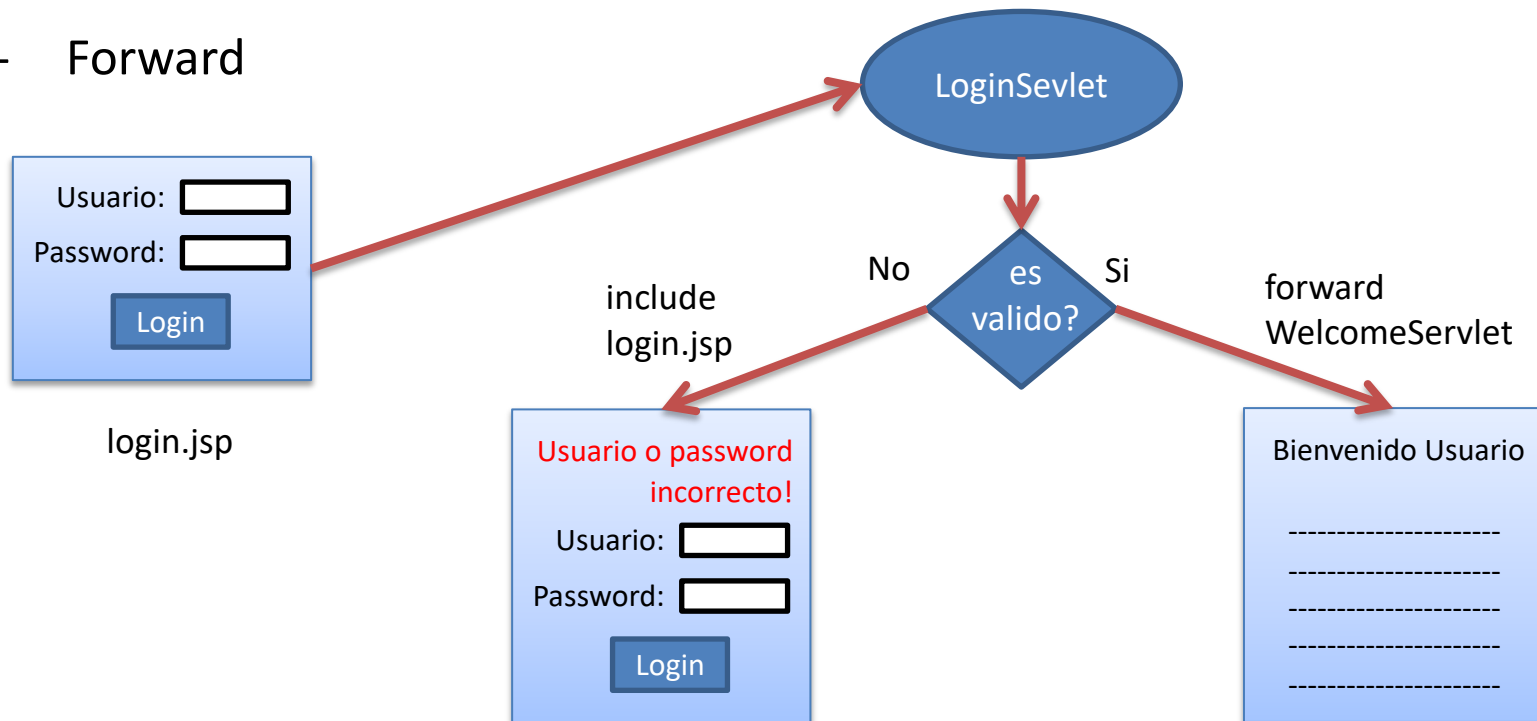 - Forward
LoginSevlet
Usuario:
Password:
Login
login.jsp
es
valido?
No
Si
include
login.jsp
forward
WelcomeServlet
Usuario o password
incorrecto!
Usuario:
Password:
Login
Bienvenido Usuario
----------------------
----------------------
----------------------
----------------------
----------------------